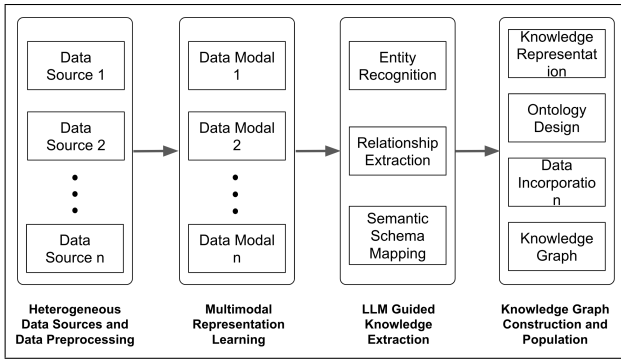 Data
Source 1
Data
Source 2
Data
Source n
Heterogeneous
Data Sources and
Data Preprocessing
Data Modal
1
Data Modal
2
Data Modal
n
Multimodal
Representation
Learning
Entity
Recognition
Relationship
Extraction
Semantic
Schema
Mapping
LLM Guided
Knowledge
Extraction
Knowledge
Representat
ion
Ontology
Design
Data
Incorporatio
n
Knowledge
Graph
Knowledge Graph
Construction and
Population